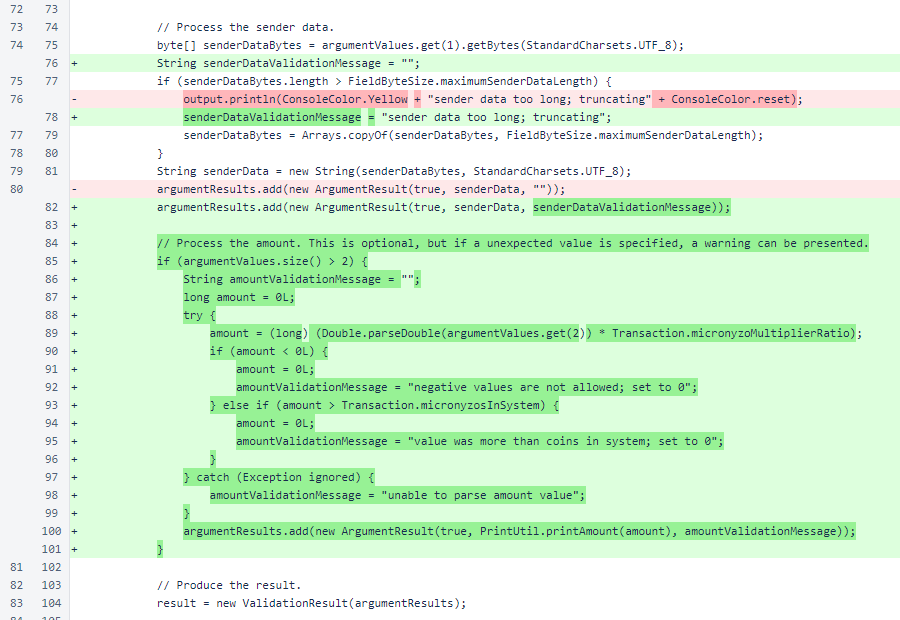 72 73
73 74 // Process the sender data.
74 75 byte[] senderDataBytes = argumentValues.get(1).getBytes(StandardCharsets.UTF_8);
76 + String senderDataValidationMessage = "";
75 77 if (senderDataBytes.length > FieldByteSize.maximumSenderDataLength) {
76 - output.println(ConsoleColor.Yellow + "sender data too long; truncating" + ConsoleColor.reset);
78 + senderDataValidationMessage = "sender data too long; truncating";
77 79 senderDataBytes = Arrays.copyOf(senderDataBytes, FieldByteSize.maximumSenderDataLength);
78 80 }
79 81 String senderData = new String(senderDataBytes, StandardCharsets.UTF_8);
80 - argumentResults.add(new ArgumentResult(true, senderData, ""));
82 + argumentResults.add(new ArgumentResult(true, senderData, senderDataValidationMessage));
83 +
84 + // Process the amount. This is optional, but if a unexpected value is specified, a warning can be presented.
85 + if (argumentValues.size() > 2) {
86 + String amountValidationMessage = "";
87 + long amount = 0L;
88 + try {
89 + amount = (long) (Double.parseDouble(argumentValues.get(2)) * Transaction.micronyzoMultiplierRatio);
90 + if (amount < 0L) {
91 + amount = 0L;
92 + amountValidationMessage = "negative values are not allowed; set to 0";
93 + } else if (amount > Transaction.micronyzosInSystem) {
94 + amount = 0L;
95 + amountValidationMessage = "value was more than coins in system; set to 0";
96 + }
97 + } catch (Exception ignored) {
98 + amountValidationMessage = "unable to parse amount value";
99 + }
100 + argumentResults.add(new ArgumentResult(true, PrintUtil.printAmount(amount), amountValidationMessage));
101 + }
81 102
82 103 // Produce the result.
83 104 result = new ValidationResult(argumentResults);
84 105